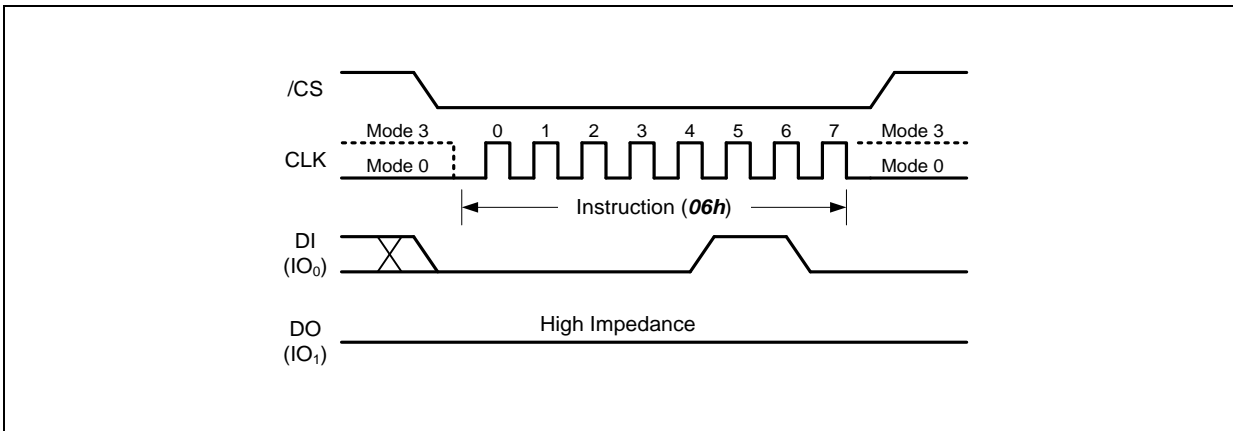 /CS
Mode 3 0 1 2 3 4 5 6 7 Mode 3
CLK
Mode 0 Mode 0
Instruction (06h)
DI
(IO0)
High Impedance
DO
(IO1)